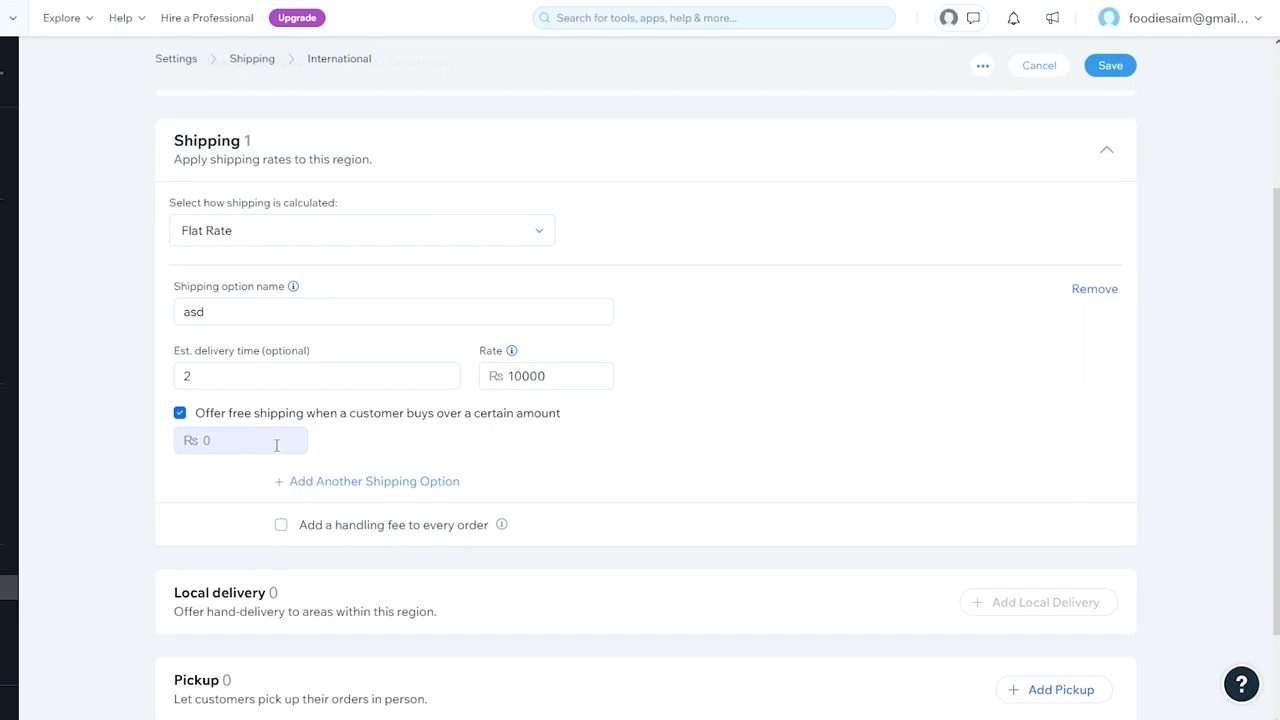 Explore Help Hire a Professional Upgrade Search for tools, apps, help & more... foodiesaim@gmail...
Settings Shipping International
Cancel Save
Shipping 1
Apply shipping rates to this region.
Select how shipping is calculated:
Flat Rate
Shipping option name
Remove
asd
Est. delivery time (optional) Rate
2 Rs 10000
Offer free shipping when a customer buys over a certain amount
Rs 0
+ Add Another Shipping Option
Add a handling fee to every order
Local delivery 0
Offer hand-delivery to areas within this region.
+ Add Local Delivery
Pickup 0
Let customers pick up their orders in person.
+ Add Pickup
?